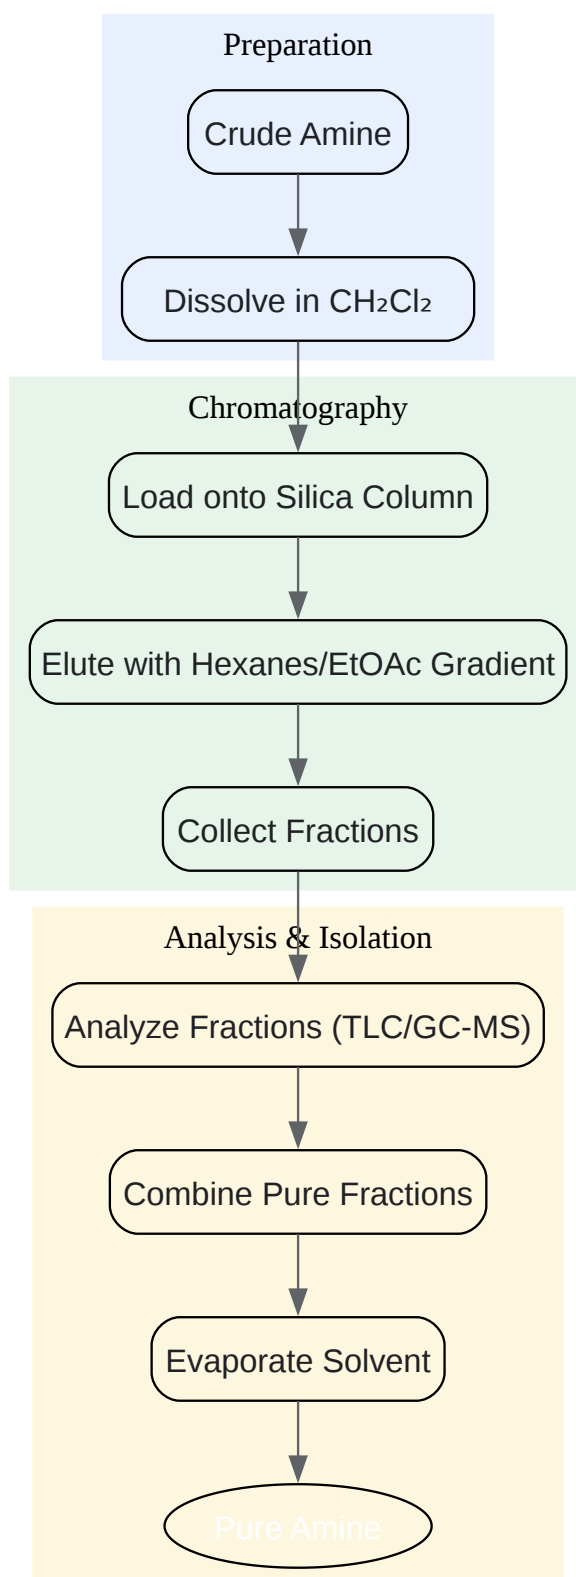 Preparation
Crude Amine
Dissolve in CH₂Cl₂
Chromatography
Load onto Silica Column
Elute with Hexanes/EtOAc Gradient
Collect Fractions
Analysis & Isolation
Analyze Fractions (TLC/GC-MS)
Combine Pure Fractions
Evaporate Solvent
Pure Amine